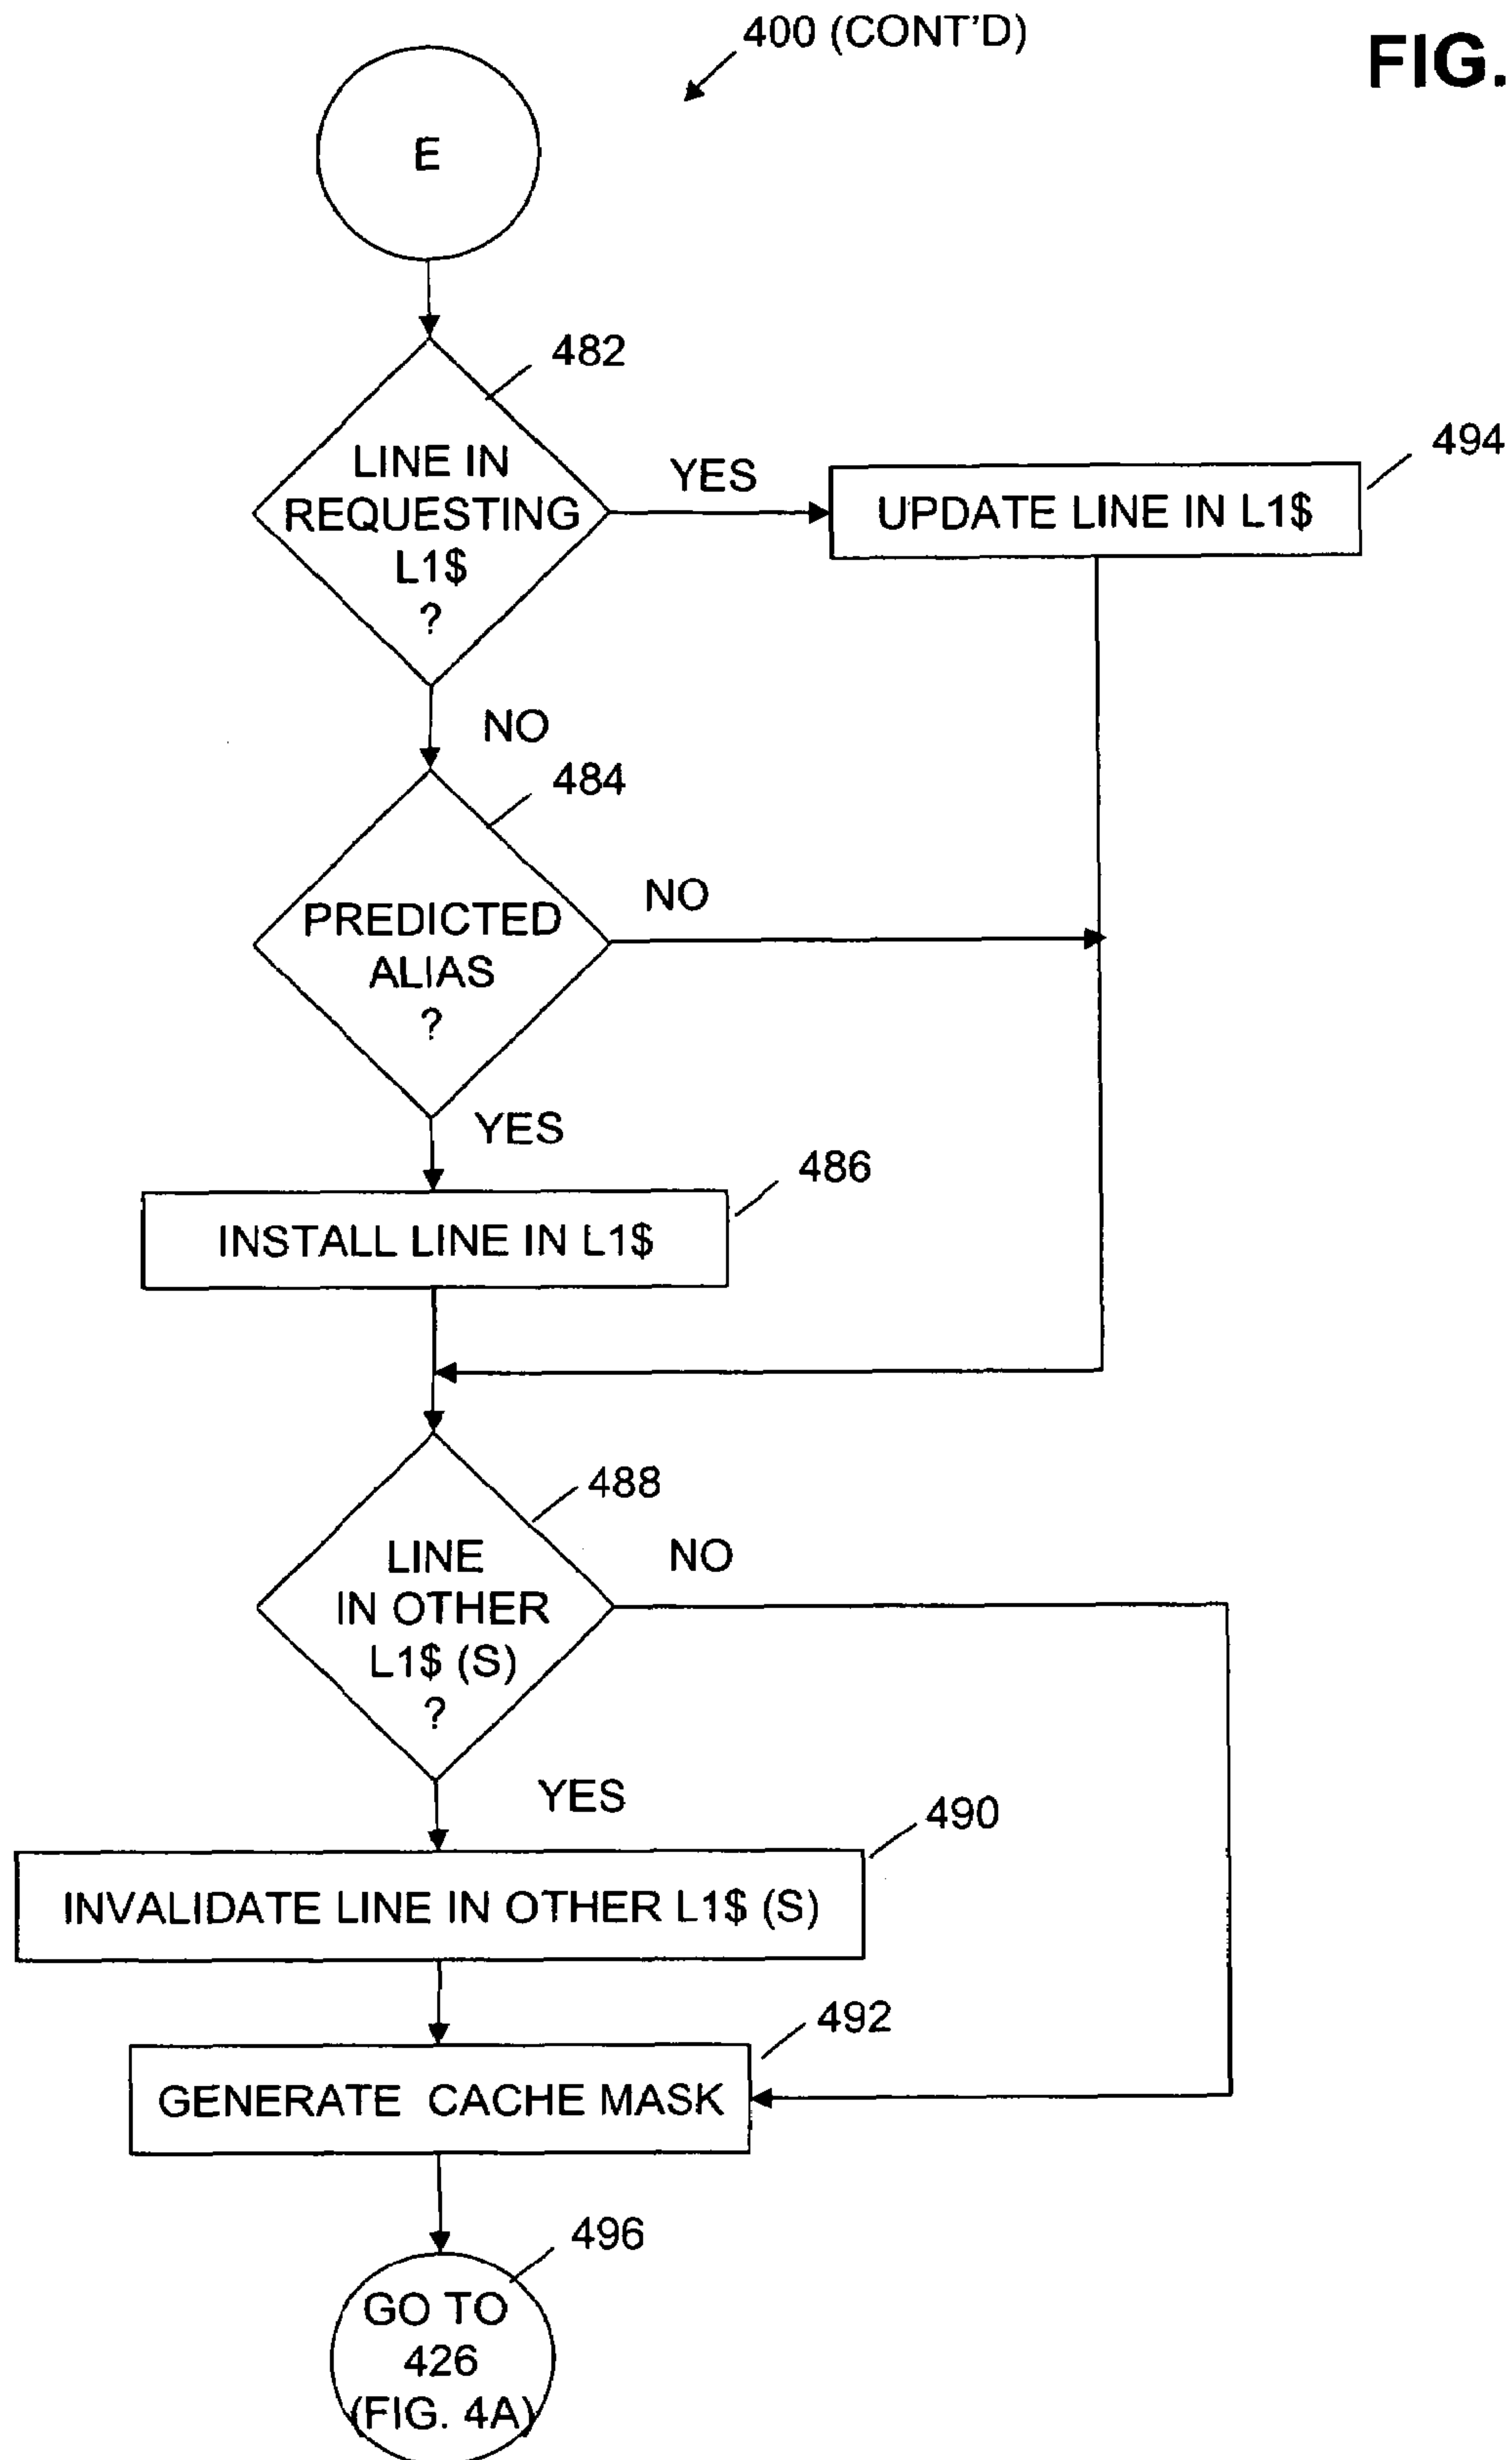 400 (CONT'D)
FIG.
E
482
LINE IN
REQUESTING
L1$
?
YES
494
UPDATE LINE IN L1$
NO
484
PREDICTED
ALIAS
?
NO
YES
486
INSTALL LINE IN L1$
488
LINE
IN OTHER
L1$ (S)
?
NO
YES
490
INVALIDATE LINE IN OTHER L1$ (S)
492
GENERATE CACHE MASK
496
GO TO
426
(FIG. 4A)